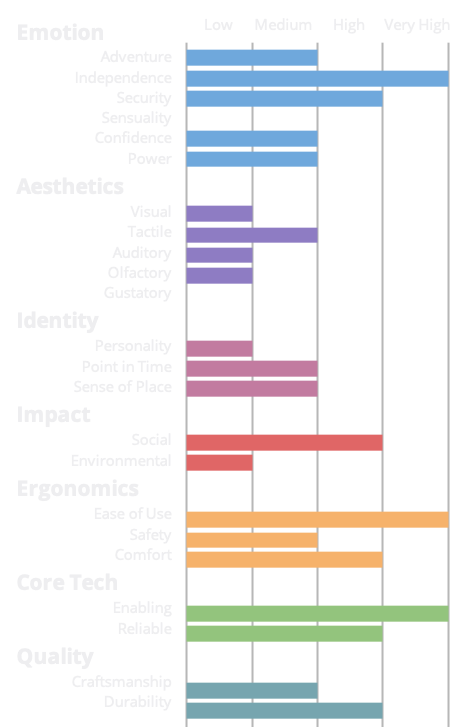 Low Medium High Very High
Emotion
Adventure
Independence
Security
Sensuality
Confidence
Power
Aesthetics
Visual
Tactile
Auditory
Olfactory
Gustatory
Identity
Personality
Point in Time
Sense of Place
Impact
Social
Environmental
Ergonomics
Ease of Use
Safety
Comfort
Core Tech
Enabling
Reliable
Quality
Craftsmanship
Durability